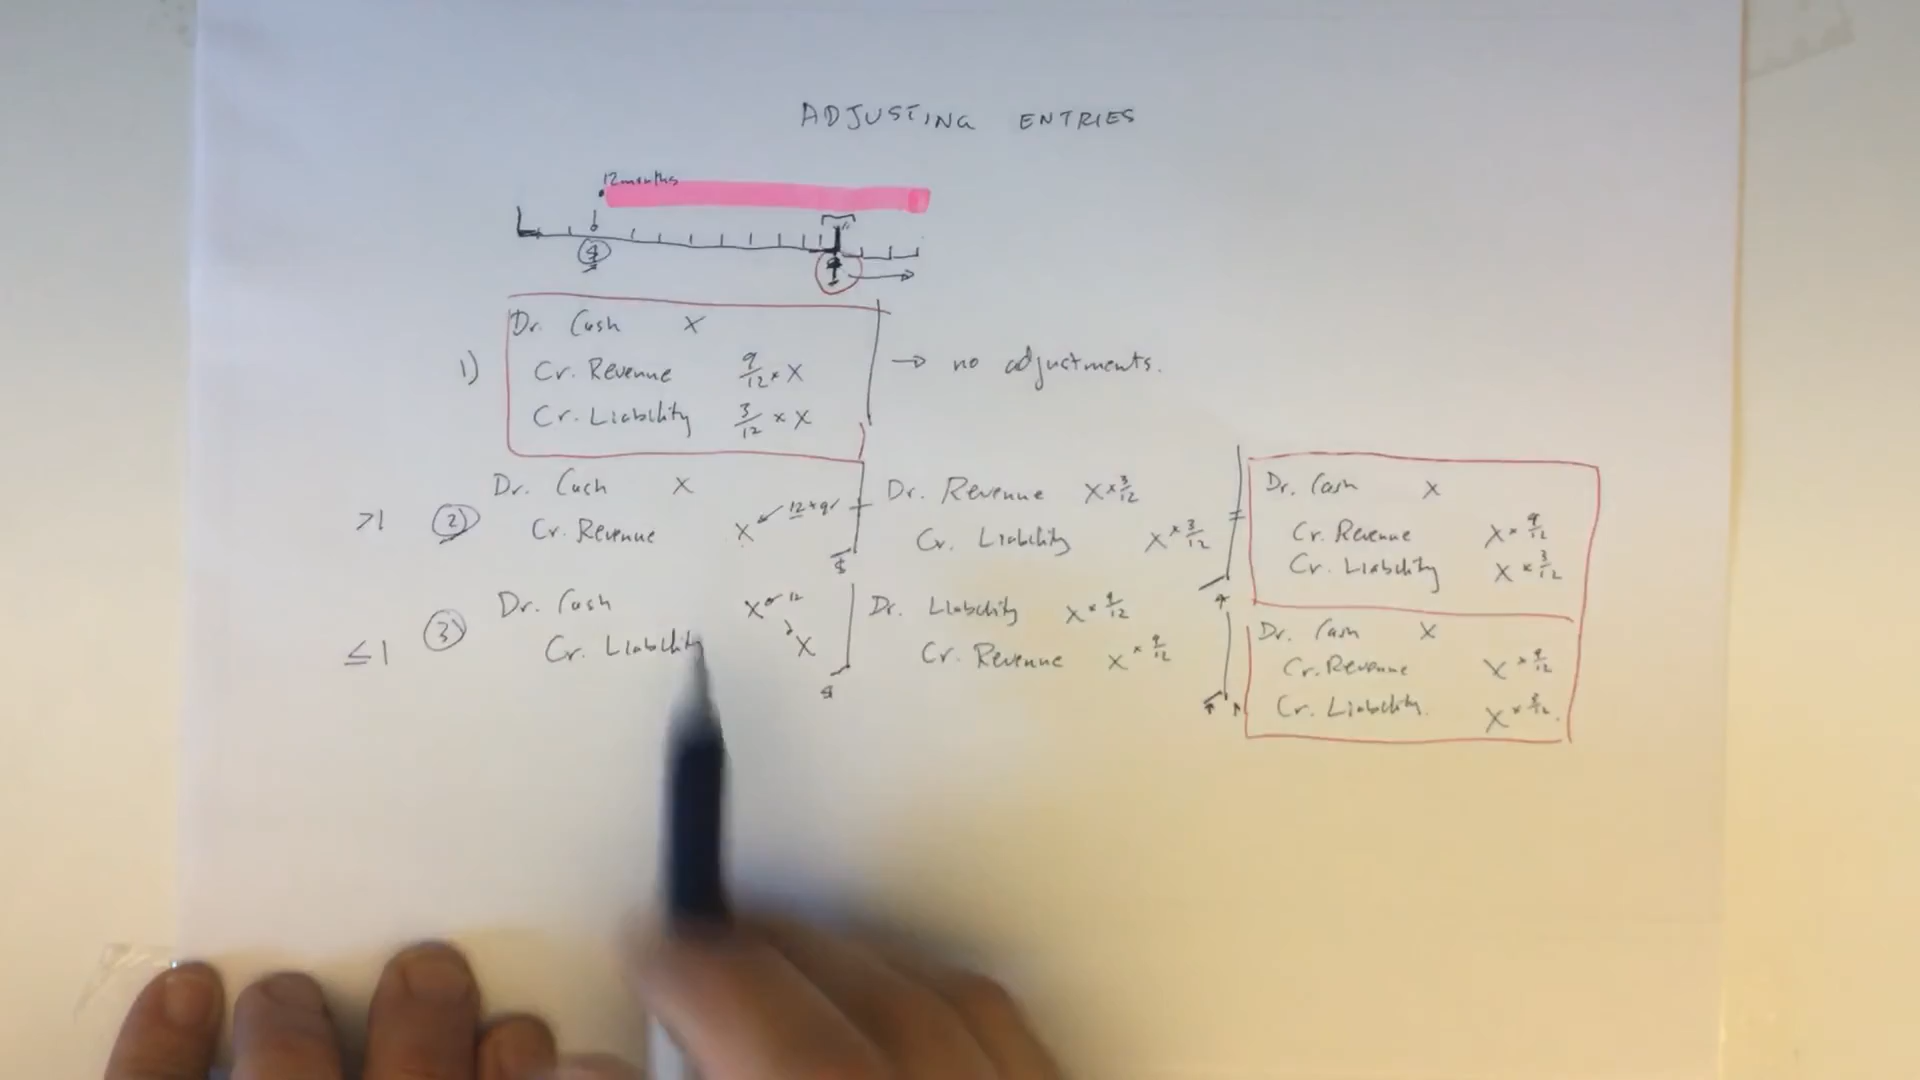 ADJUSTING ENTRIES
12 months
$
Dr. Cash X
1) Cr. Revenue 9/12 × X → no adjustments.
Cr. Liability 3/12 × X
Dr. Cash X
>1 2 Cr. Revenue X
$
Dr. Revenue X × 3/12
Cr. Liability X × 3/12
Dr. Cash X
Cr. Revenue X × 9/12
Cr. Liability X × 3/12
≤1 3 Dr. Cash X 12
Cr. Liability X
$
Dr. Liability X × 9/12
Cr. Revenue X × 9/12
Dr. Cash X
Cr. Revenue X × 9/12
Cr. Liability. X × 3/12.